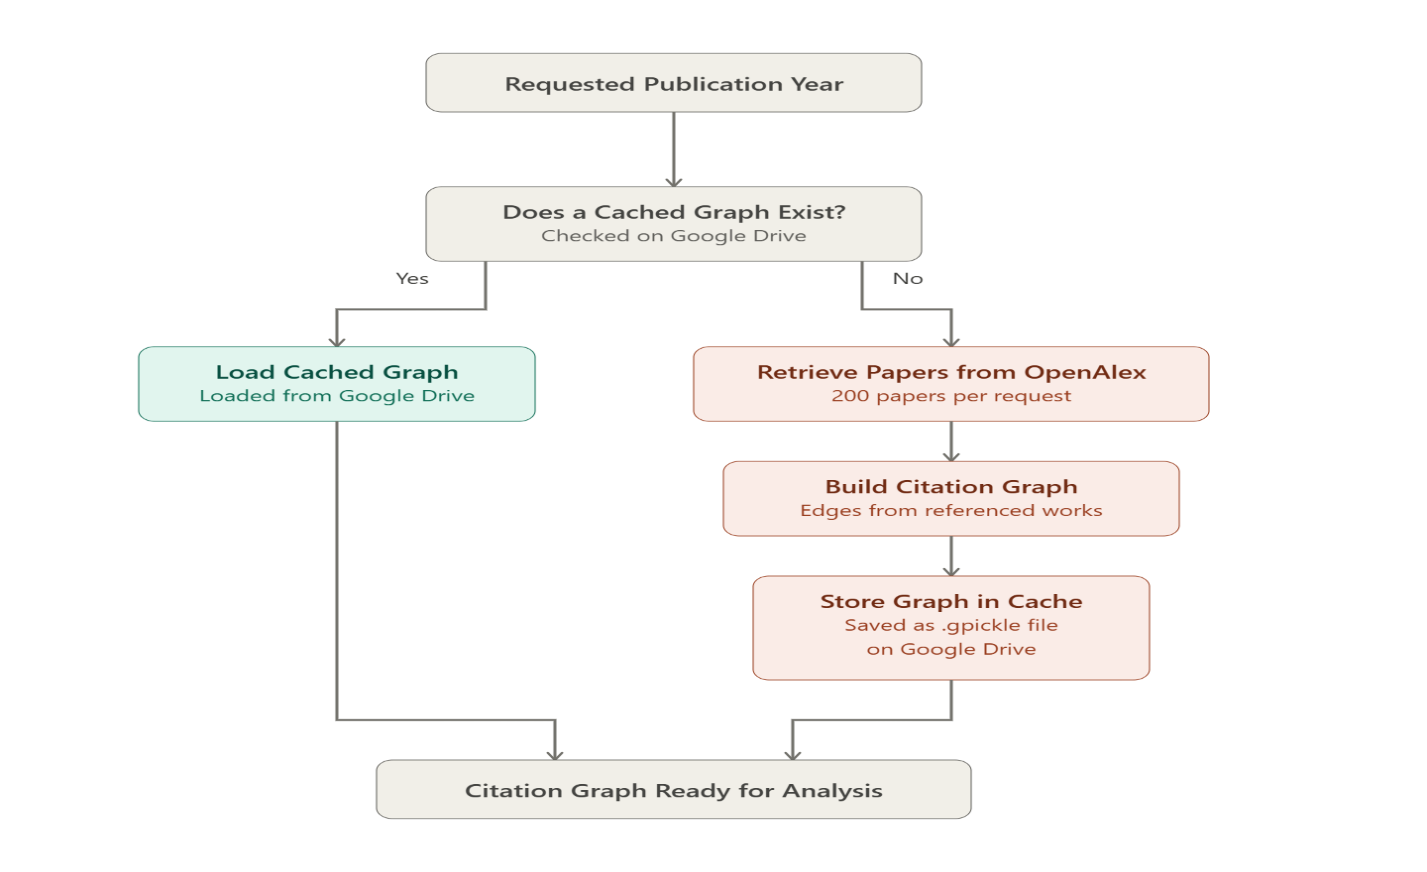 Requested Publication Year
Does a Cached Graph Exist?
Checked on Google Drive
Yes
No
Load Cached Graph
Loaded from Google Drive
Retrieve Papers from OpenAlex
200 papers per request
Build Citation Graph
Edges from referenced works
Store Graph in Cache
Saved as .gpickle file
on Google Drive
Citation Graph Ready for Analysis